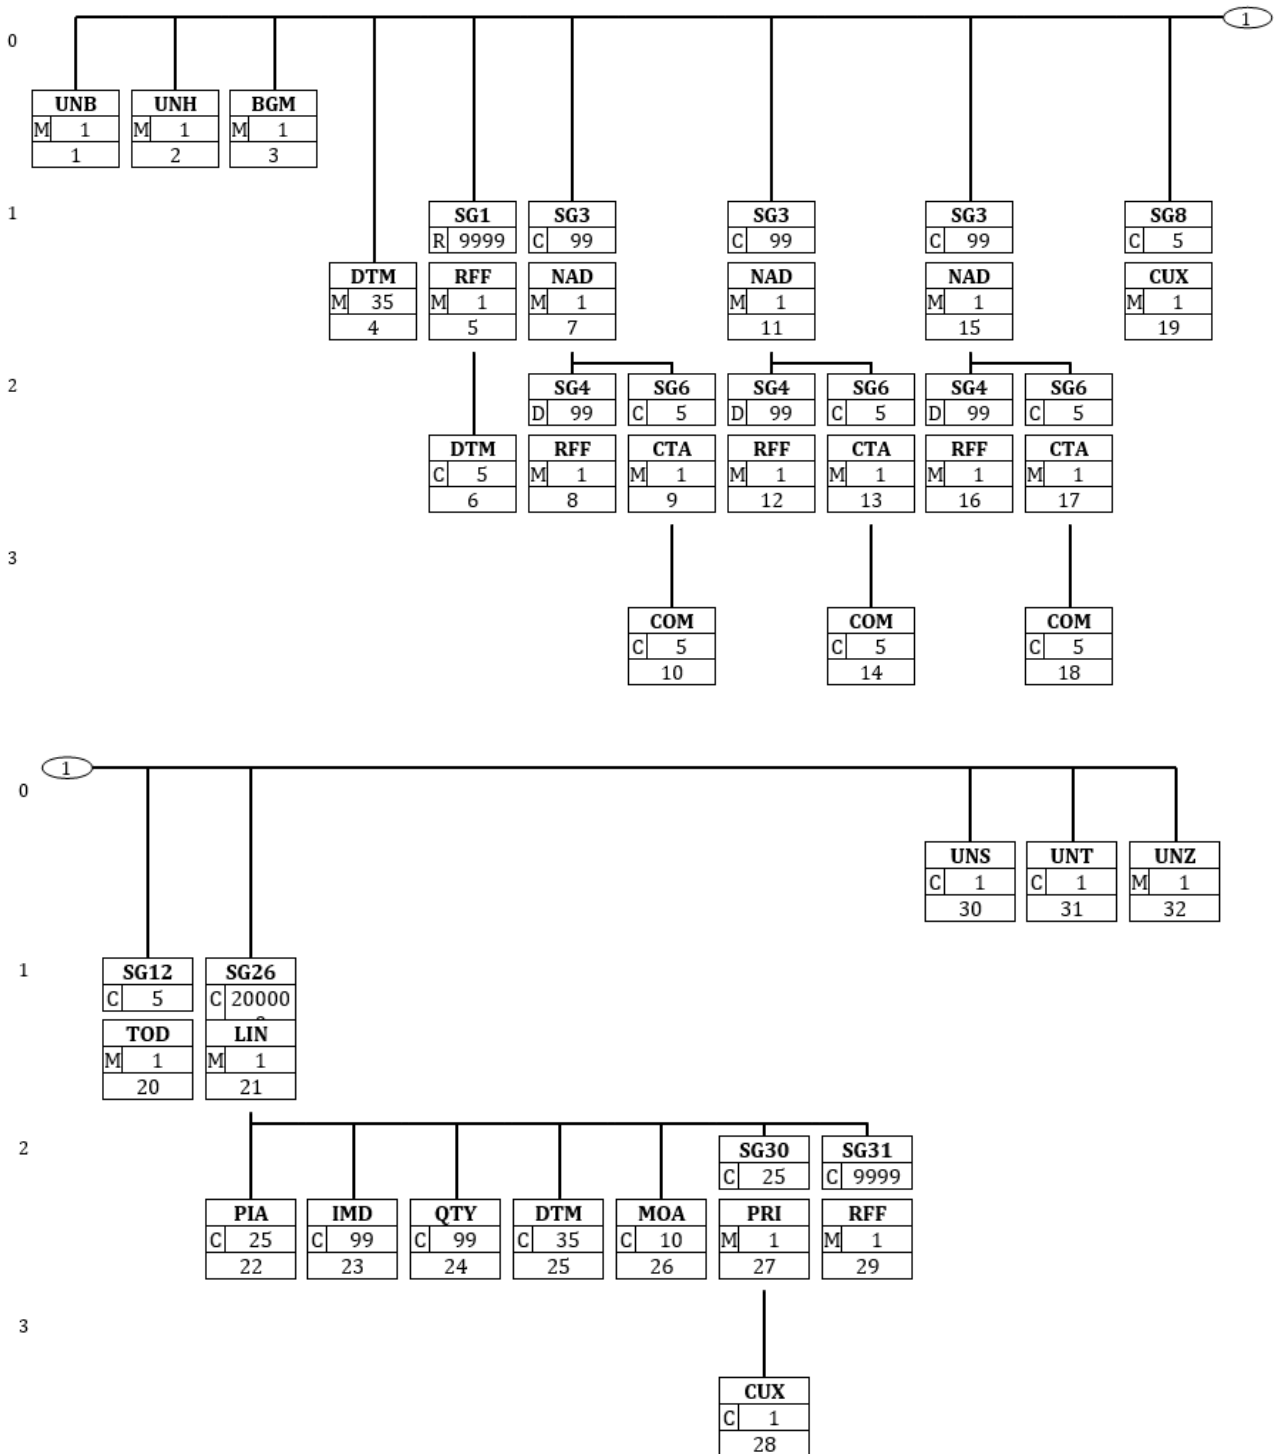 1
0
UNB UNH BGM
M 1 M 1 M 1
1 2 3
1
SG1 SG3 SG3 SG3 SG8
R 9999 C 99 C 99 C 99 C 5
DTM RFF NAD NAD NAD CUX
M 35 M 1 M 1 M 1 M 1 M 1
4 5 7 11 15 19
2
SG4 SG6 SG4 SG6 SG4 SG6
D 99 C 5 D 99 C 5 D 99 C 5
DTM RFF CTA RFF CTA RFF CTA
C 5 M 1 M 1 M 1 M 1 M 1 M 1
6 8 9 12 13 16 17
3
COM COM COM
C 5 C 5 C 5
10 14 18
1
0
UNS UNT UNZ
C 1 C 1 M 1
30 31 32
1
SG12 SG26
C 5 C 20000
TOD LIN
M 1 M 1
20 21
2
SG30 SG31
C 25 C 9999
PIA IMD QTY DTM MOA PRI RFF
C 25 C 99 C 99 C 35 C 10 M 1 M 1
22 23 24 25 26 27 29
3
CUX
C 1
28